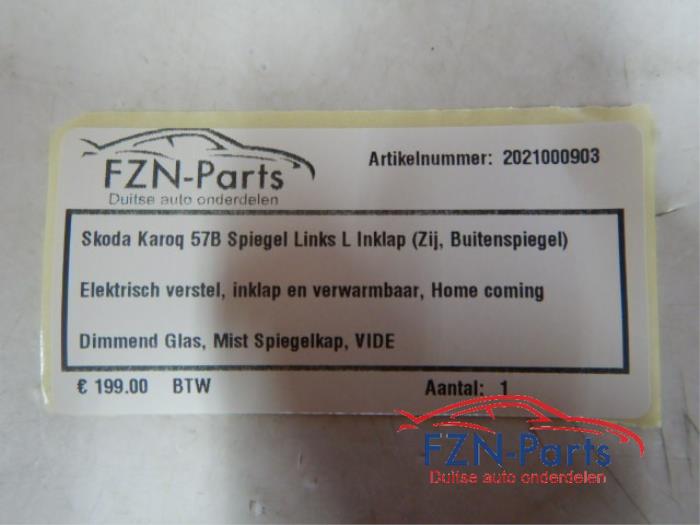 FZN-Parts
Duitse auto onderdelen
Artikelnummer: 2021000903
Skoda Karoq 57B Spiegel Links L Inklap (Zij, Buitenspiegel)
Elektrisch verstel, inklap en verwarmbaar, Home coming
Dimmend Glas, Mist Spiegelkap, VIDE
€ 199.00 BTW
Aantal: 1
FZN-Parts
Duitse auto onderdelen